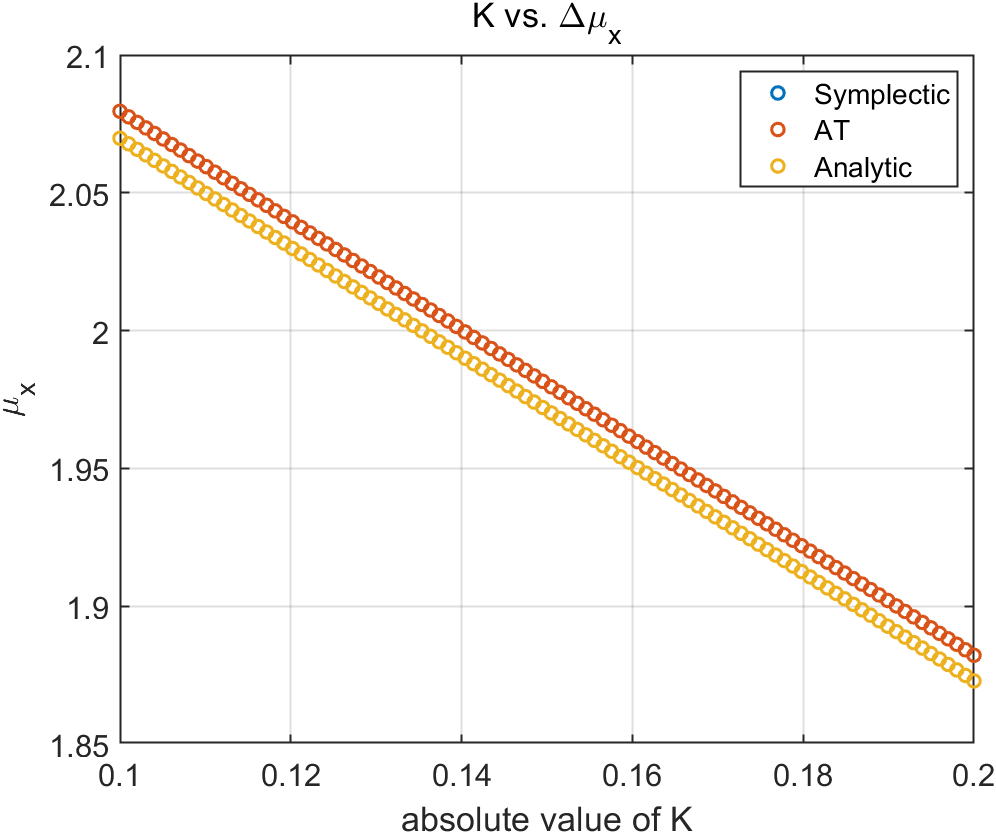 K vs. Δμx
2.1
2.05
2
1.95
1.9
1.85
μx
Symplectic
AT
Analytic
0.1 0.12 0.14 0.16 0.18 0.2
absolute value of K